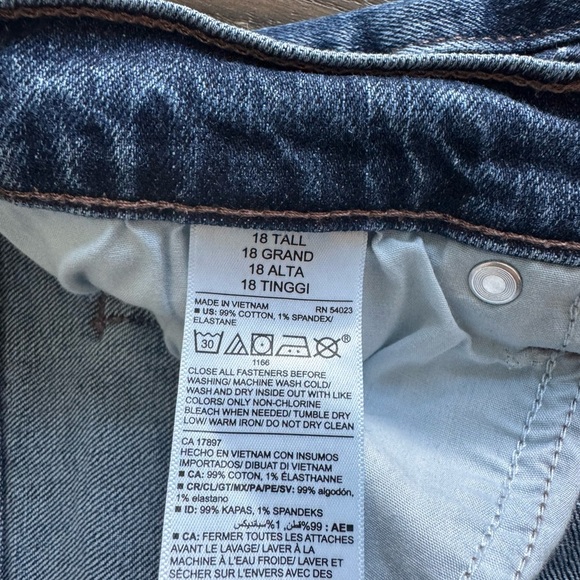 18 TALL
18 GRAND
18 ALTA
18 TINGGI
MADE IN VIETNAM RN 54023
■ US: 99% COTTON, 1% SPANDEX/
ELASTANE
30
®
1166
CLOSE ALL FASTENERS BEFORE
WASHING/ MACHINE WASH COLD/
WASH AND DRY INSIDE OUT WITH LIKE
COLORS/ ONLY NON-CHLORINE
BLEACH WHEN NEEDED/ TUMBLE DRY
LOW/ WARM IRON/ DO NOT DRY CLEAN
CA 17897
HECHO EN VIETNAM CON INSUMOS
IMPORTADOS/ DIBUAT DI VIETNAM
■ CA: 99% COTON, 1% ÉLASTHANNE
■ CR/CL/GT/MX/PA/PE/SV: 99% algodón,
1% elastano
■ ID: 99% KAPAS, 1% SPANDEKS
■ AE: 99% قطن, 1% سباندیکس
■ CA: FERMER TOUTES LES ATTACHES
AVANT LE LAVAGE/ LAVER À LA
MACHINE À L'EAU FROIDE/ LAVER ET
SÉCHER SUR L'ENVERS AVEC DES